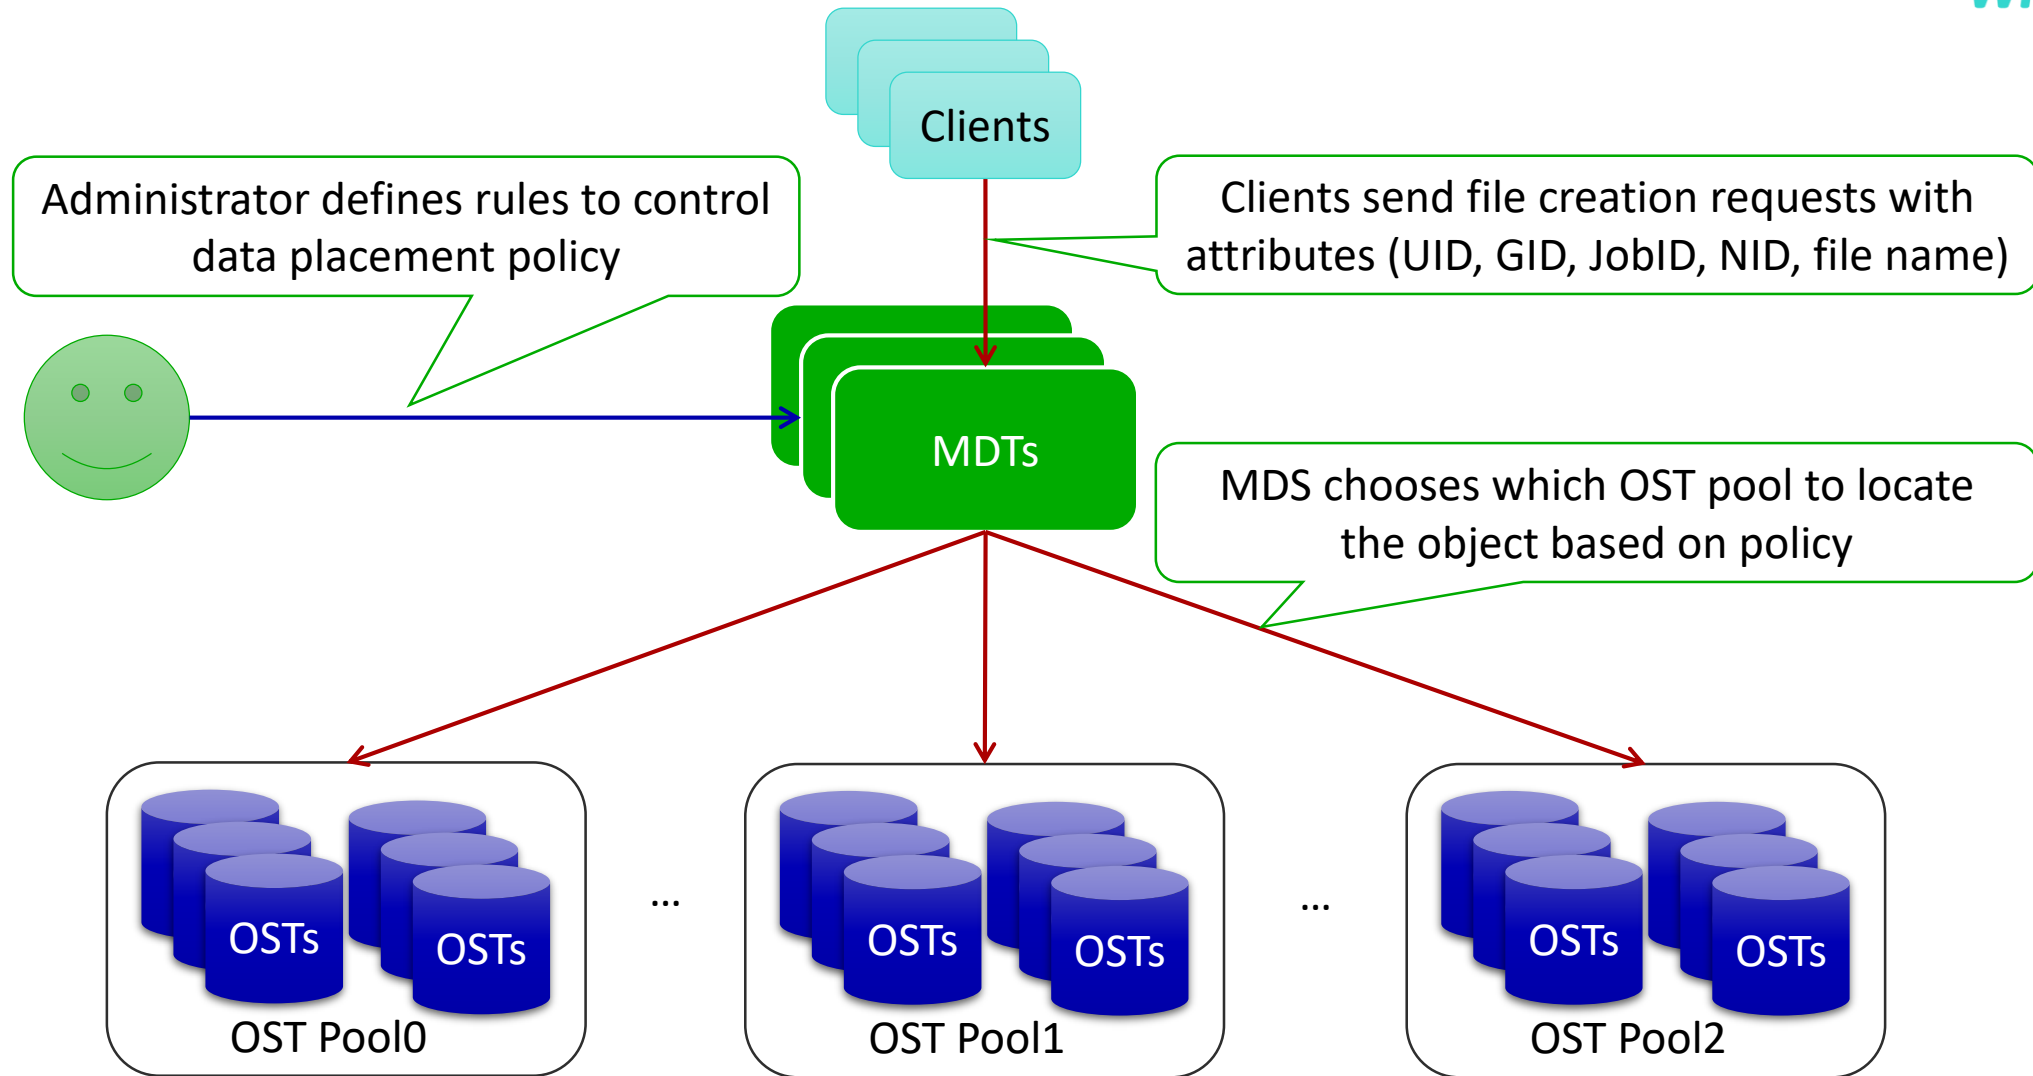 Clients
Administrator defines rules to control
data placement policy
Clients send file creation requests with
attributes (UID, GID, JobID, NID, file name)
MDTs
MDS chooses which OST pool to locate
the object based on policy
OSTs
OSTs
OST Pool0
...
OSTs
OSTs
OST Pool1
...
OSTs
OSTs
OST Pool2